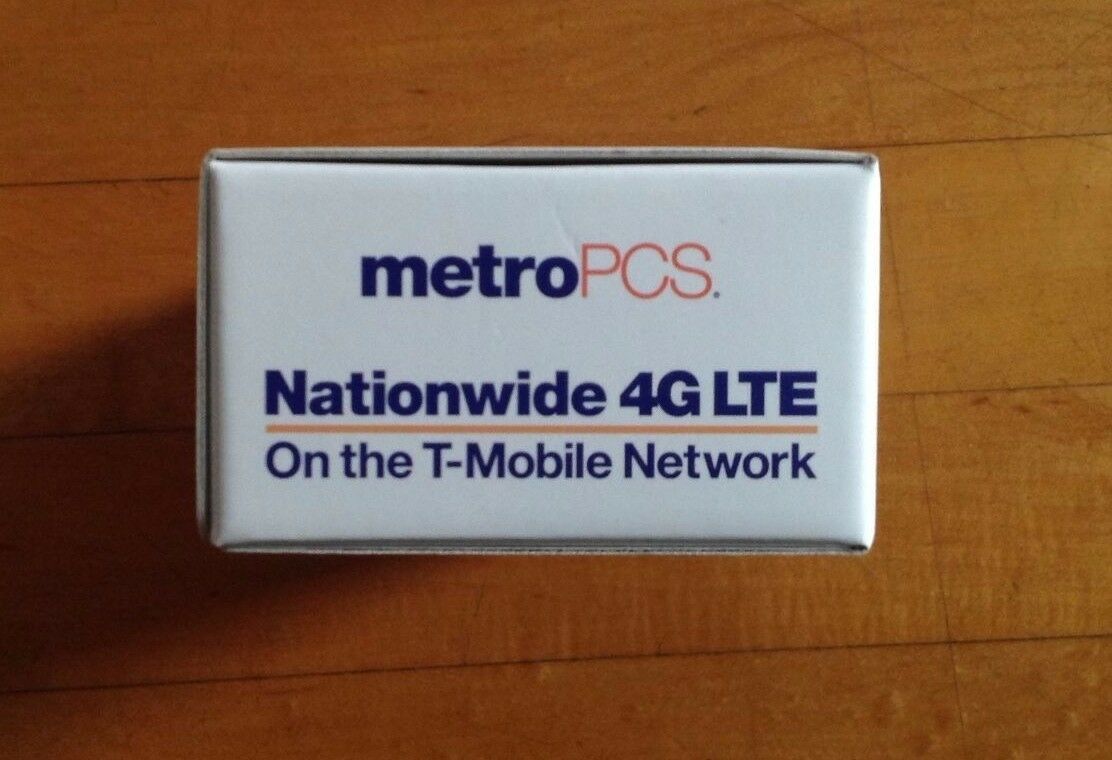 metroPCS.
Nationwide 4G LTE
On the T-Mobile Network